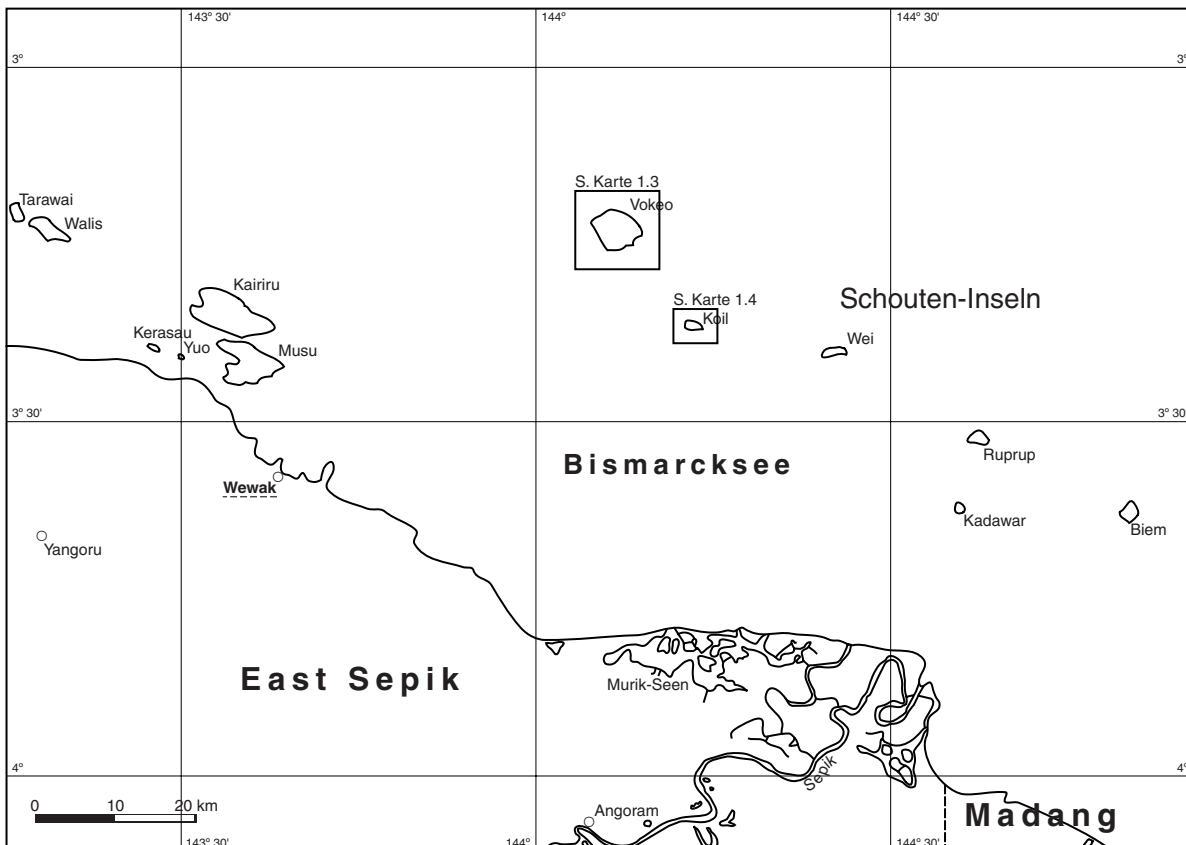 143° 30'
144°
144° 30'
3°
3°
S. Karte 1.3
Tarawai
Vokeo
Walis
Kairiru
Schouten-Inseln
S. Karte 1.4
Koil
Kerasau
Yuo
Musu
Wei
3° 30'
3° 30'
Bismarcksee
Ruprup
Wewak
Kadawar
Biem
Yangoru
East Sepik
Murik-Seen
Sepik
4°
4°
0 10 20 km
Angoram
Madang
143° 30'
144°
144° 30'